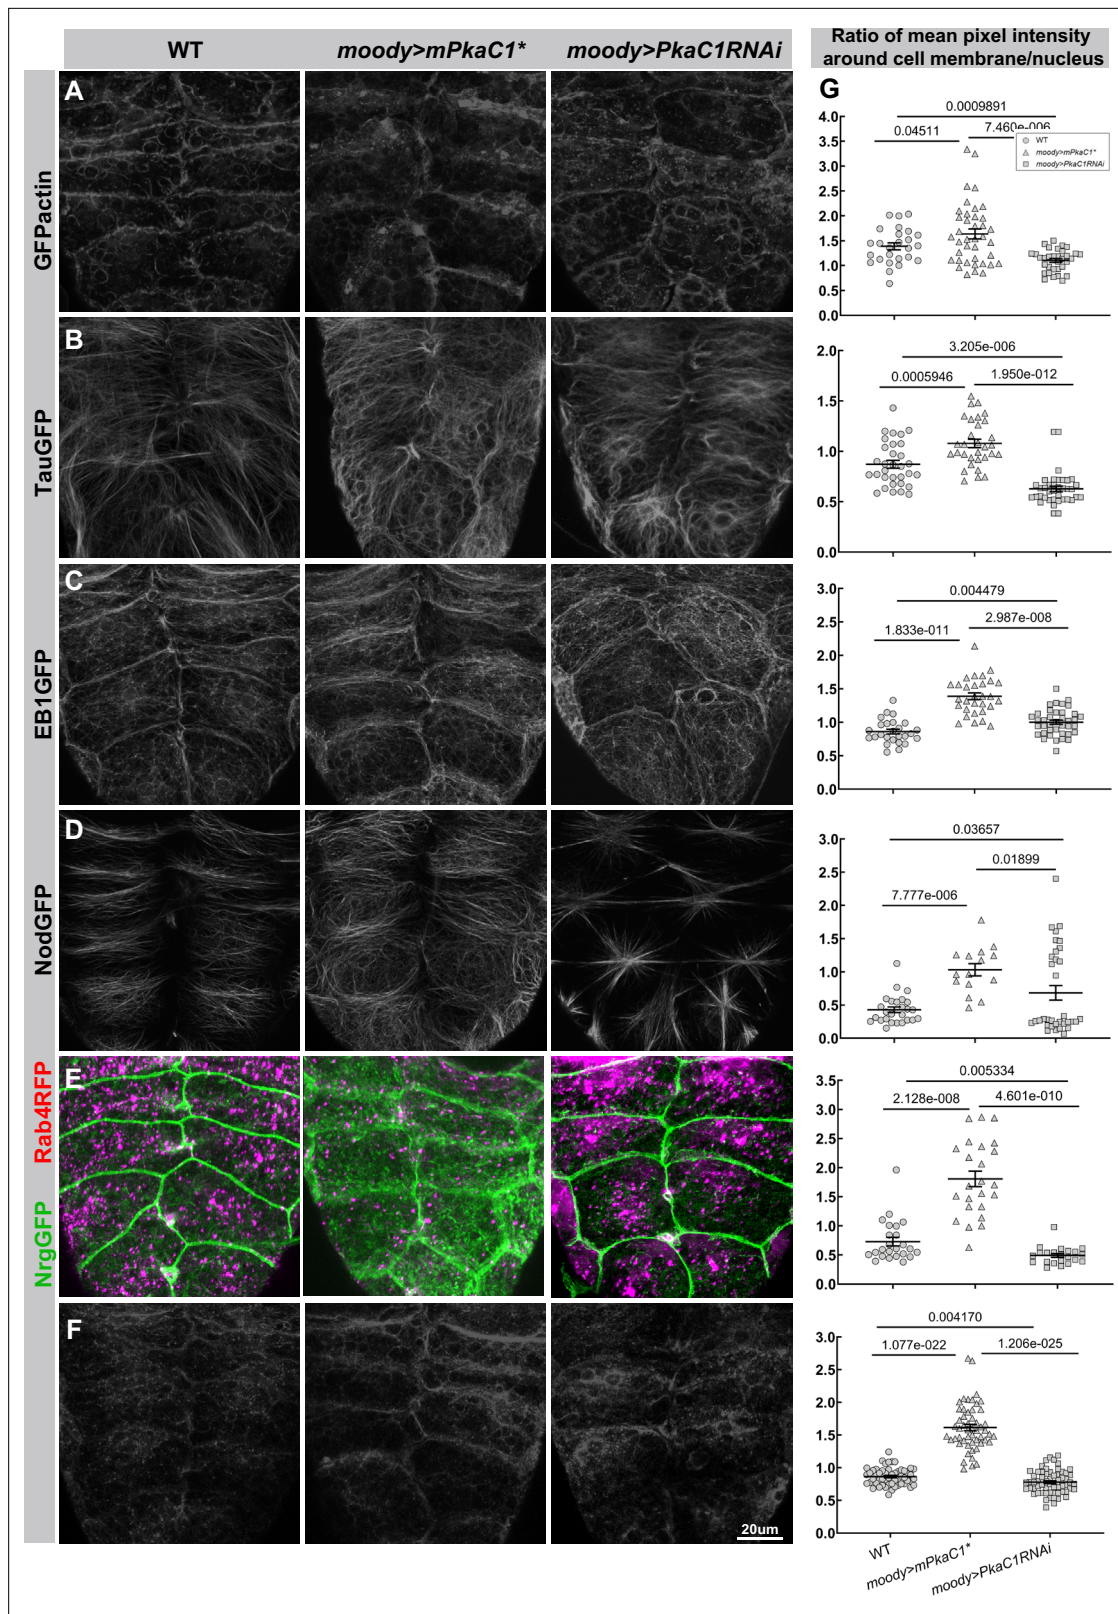 WT
moody>mPkaC1*
moody>PkaC1RNAi
Ratio of mean pixel intensity
around cell membrane/nucleus
A
GFPactin
B
TauGFP
C
EB1GFP
D
NodGFP
E
NrgGFP Rab4RFP
F
20um
G
0.0009891
0.04511
7.460e-006
WT
moody>mPkaC1*
moody>PkaC1RNAi
4.0
3.5
3.0
2.5
2.0
1.5
1.0
0.5
0.0
3.205e-006
0.0005946
1.950e-012
2.0
1.5
1.0
0.5
0.0
0.004479
1.833e-011
2.987e-008
3.0
2.5
2.0
1.5
1.0
0.5
0.0
0.03657
0.01899
7.777e-006
3.0
2.5
2.0
1.5
1.0
0.5
0.0
0.005334
2.128e-008
4.601e-010
3.5
3.0
2.5
2.0
1.5
1.0
0.5
0.0
0.004170
1.077e-022
1.206e-025
3.0
2.5
2.0
1.5
1.0
0.5
0.0
WT
moody>mPkaC1*
moody>PkaC1RNAi